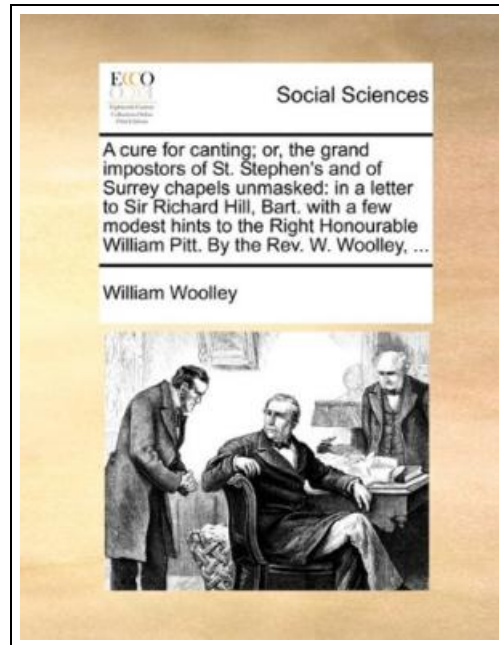 ECCO
Social Sciences
A cure for canting; or, the grand
impostors of St. Stephen's and of
Surrey chapels unmasked: in a letter
to Sir Richard Hill, Bart. with a few
modest hints to the Right Honourable
William Pitt. By the Rev. W. Woolley, ...
William Woolley